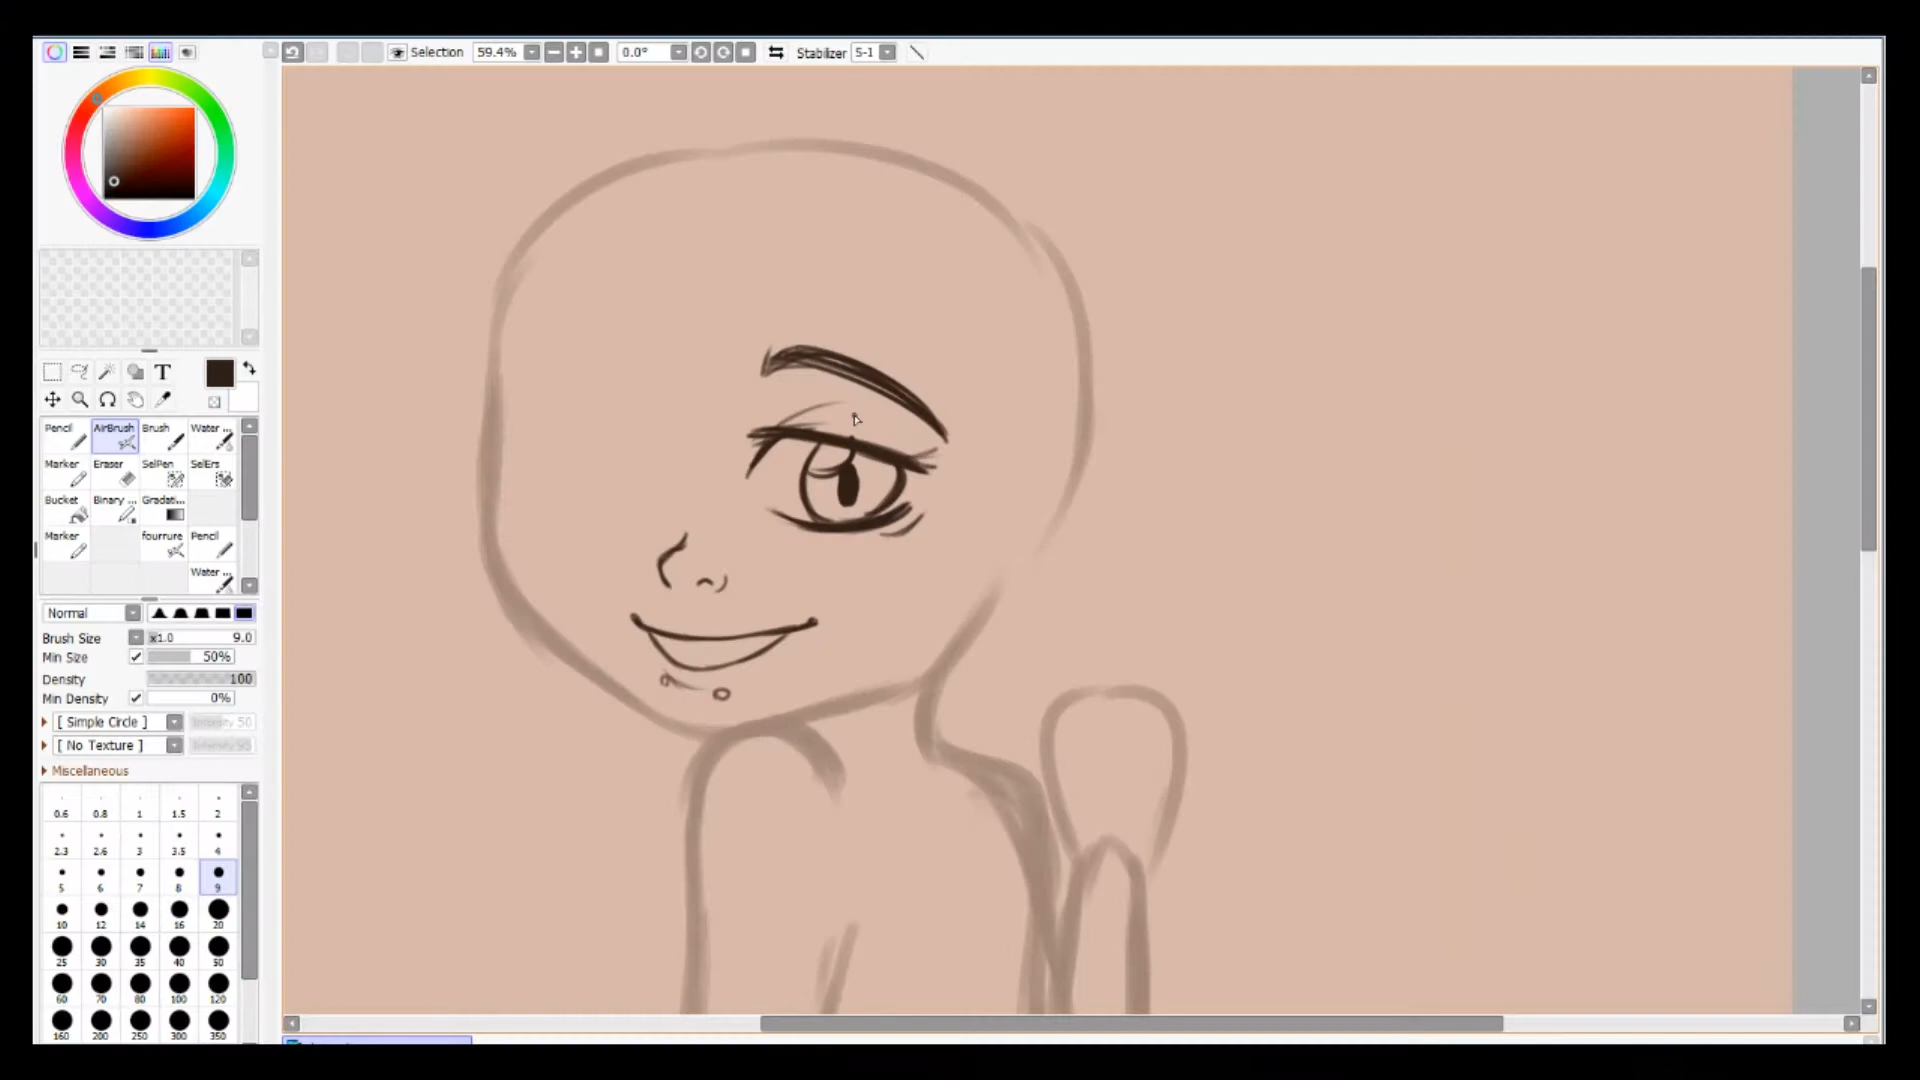 Selection 59.4% 0.0° Stabilizer 5-1
T
Pencil AirBrush Brush Water ...
Marker Eraser SelPen SelErs
Bucket Binary ... Gradati...
Marker fourrure Pencil
Water ...
Normal
Brush Size x1.0 9.0
Min Size 50%
Density 100
Min Density 0%
[ Simple Circle ] Intensity 50
[ No Texture ] Intensity 95
Miscellaneous
0.6 0.8 1 1.5 2
2.3 2.6 3 3.5 4
5 6 7 8 9
10 12 14 16 20
25 30 35 40 50
60 70 80 100 120
160 200 250 300 350